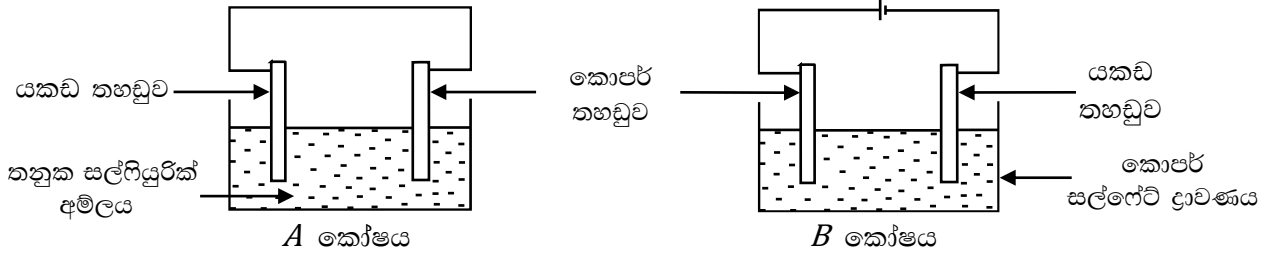 යකඩ තහඩුව
තනුක සල්ෆියුරික්
අම්ලය
A කෝෂය
කොපර්
තහඩුව
යකඩ
තහඩුව
කොපර්
සල්ෆේට් ද්‍රාවණය
B කෝෂය